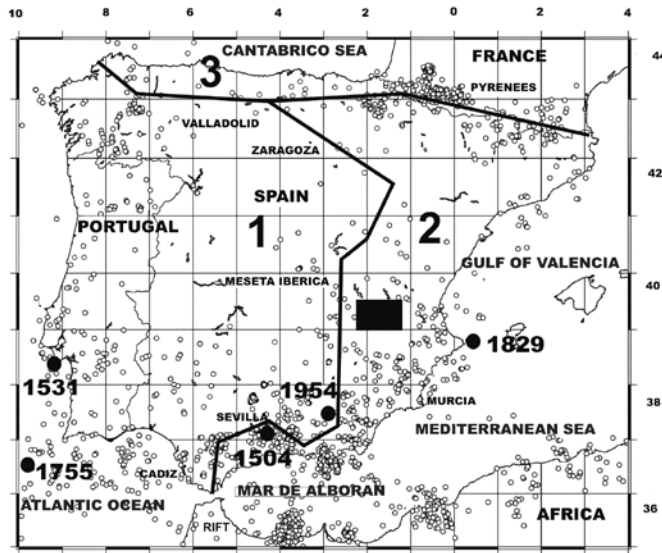 10 8 6 4 2 0 2 4
44
CANTABRICO SEA
FRANCE
3
PYRENEES
VALLADOLID
ZARAGOZA
42
SPAIN
PORTUGAL
1
2
GULF OF VALENCIA
MESETA IBERICA
40
1829
1531
1954
38
SEVILLA
MURCIA
MEDITERRANEAN SEA
1504
1755
CADIZ
MAR DE ALBORAN
ATLANTIC OCEAN
36
RIFT
AFRICA